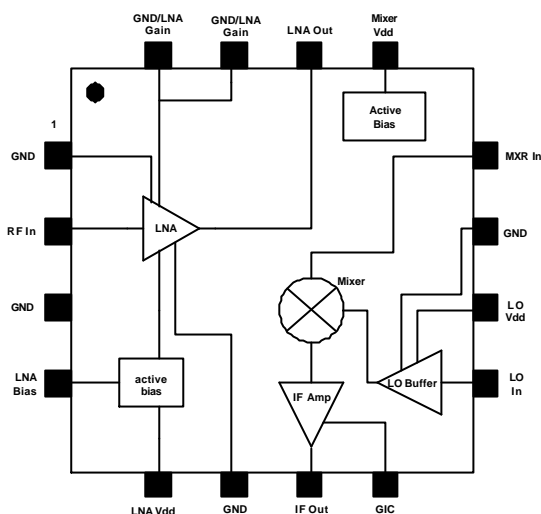 GND/LNA
Gain
GND/LNA
Gain
LNA Out
Mixer
Vdd
Active
Bias
1
GND
MXR In
RF In
LNA
GND
Mixer
GND
LO
Vdd
LNA
Bias
active
bias
IF Amp
LO Buffer
LO
In
LNA Vdd
GND
IF Out
GIC